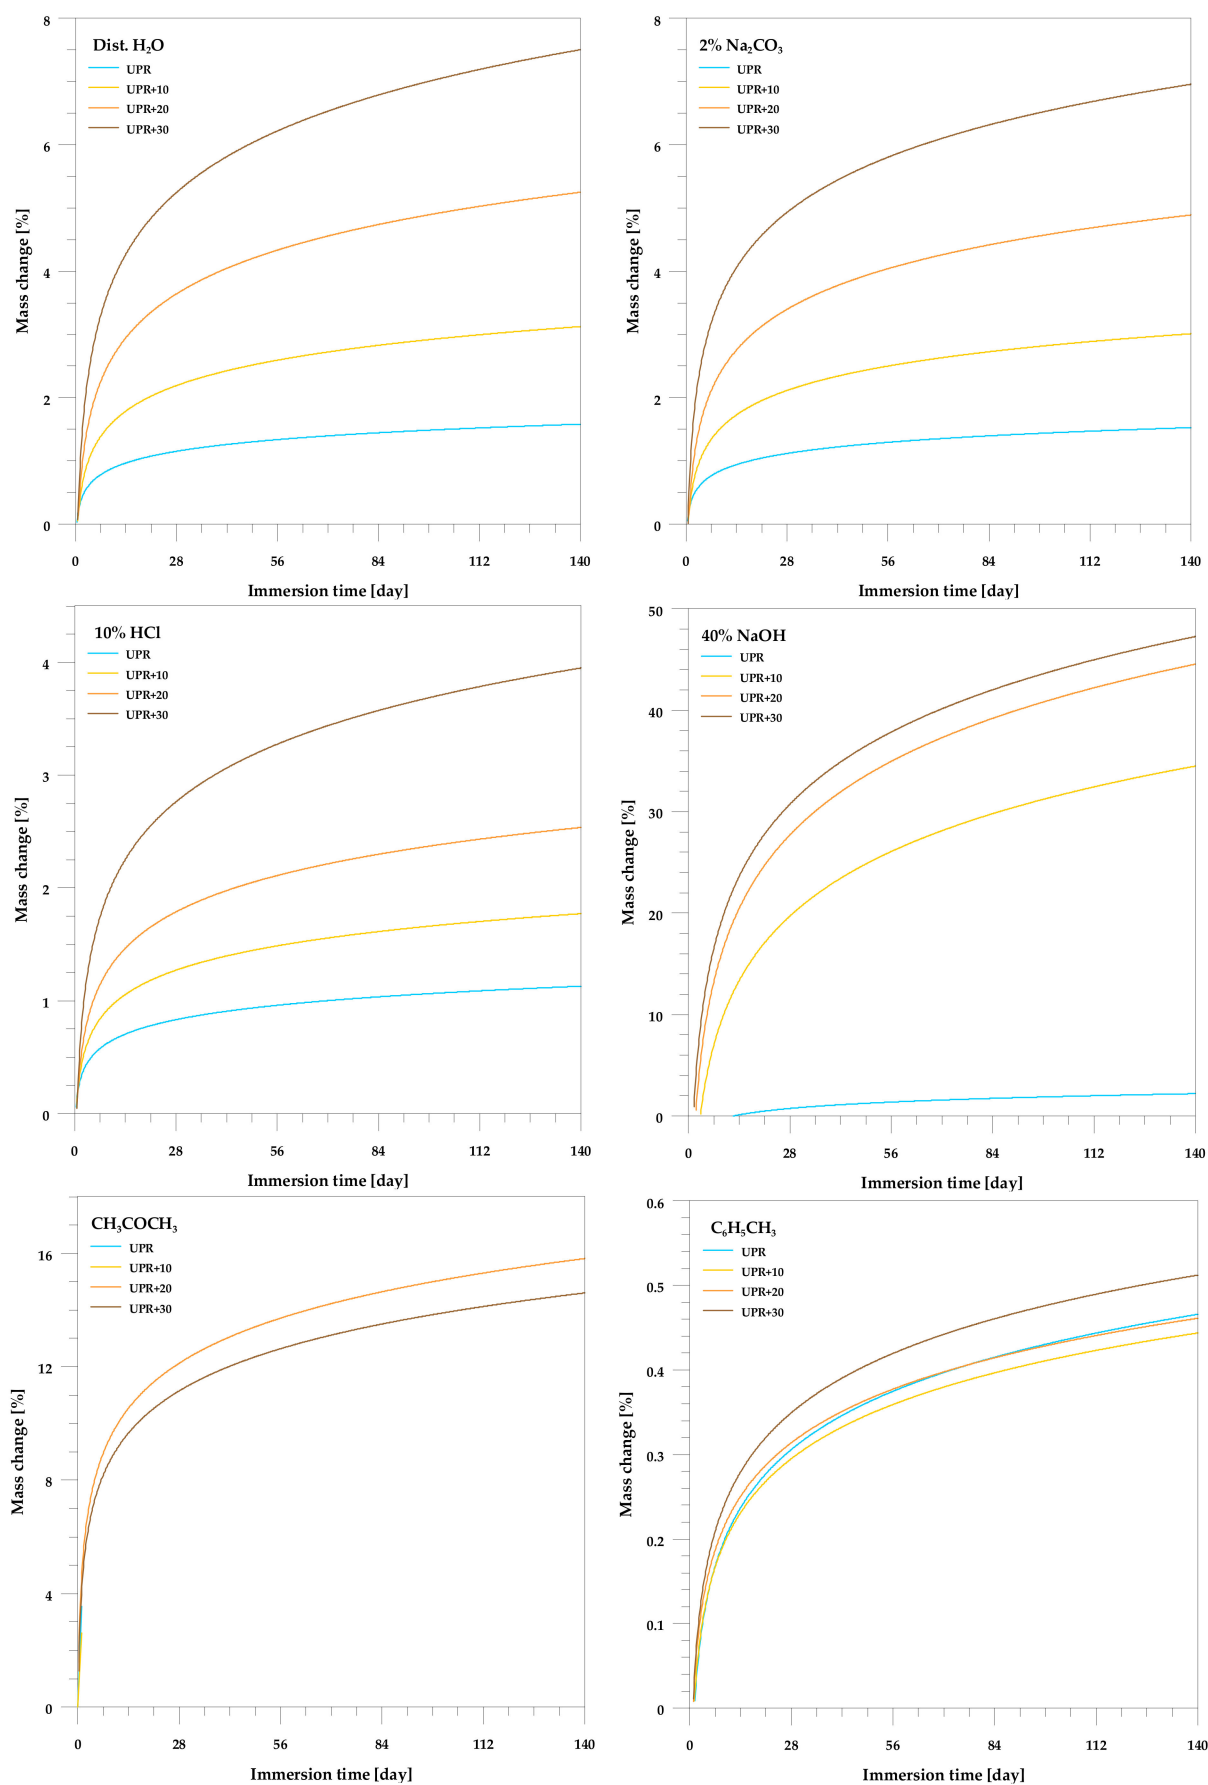 Dist. H₂O
UPR
UPR+10
UPR+20
UPR+30
8
6
4
2
0
Mass change [%]
0 28 56 84 112 140
Immersion time [day]
2% Na₂CO₃
UPR
UPR+10
UPR+20
UPR+30
8
6
4
2
0
Mass change [%]
0 28 56 84 112 140
Immersion time [day]
10% HCl
UPR
UPR+10
UPR+20
UPR+30
4
3
2
1
0
Mass change [%]
0 28 56 84 112 140
Immersion time [day]
40% NaOH
UPR
UPR+10
UPR+20
UPR+30
50
40
30
20
10
0
Mass change [%]
0 28 56 84 112 140
Immersion time [day]
CH₃COCH₃
UPR
UPR+10
UPR+20
UPR+30
16
12
8
4
0
Mass change [%]
0 28 56 84 112 140
Immersion time [day]
C₆H₅CH₃
UPR
UPR+10
UPR+20
UPR+30
0.6
0.5
0.4
0.3
0.2
0.1
0
Mass change [%]
0 28 56 84 112 140
Immersion time [day]